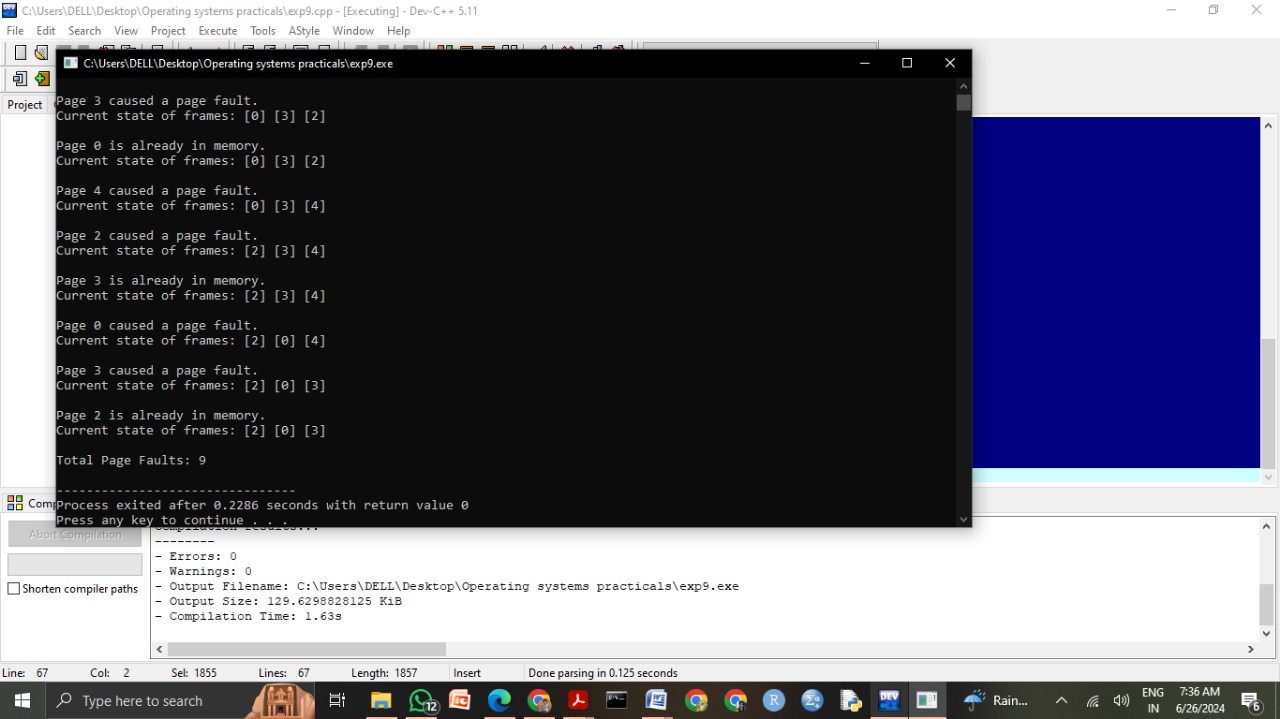 C:\Users\DELL\Desktop\Operating systems practicals\exp9.cpp - [Executing] - Dev-C++ 5.11
File Edit Search View Project Execute Tools AStyle Window Help
C:\Users\DELL\Desktop\Operating systems practicals\exp9.exe
Project
Page 3 caused a page fault.
Current state of frames: [0] [3] [2]
Page 0 is already in memory.
Current state of frames: [0] [3] [2]
Page 4 caused a page fault.
Current state of frames: [0] [3] [4]
Page 2 caused a page fault.
Current state of frames: [2] [3] [4]
Page 3 is already in memory.
Current state of frames: [2] [3] [4]
Page 0 caused a page fault.
Current state of frames: [2] [0] [4]
Page 3 caused a page fault.
Current state of frames: [2] [0] [3]
Page 2 is already in memory.
Current state of frames: [2] [0] [3]
Total Page Faults: 9
--------------------------------
Process exited after 0.2286 seconds with return value 0
Press any key to continue . . .
Comp
Abort Compilation
Shorten compiler paths
Compilation results...
--------
- Errors: 0
- Warnings: 0
- Output Filename: C:\Users\DELL\Desktop\Operating systems practicals\exp9.exe
- Output Size: 129.6298828125 KiB
- Compilation Time: 1.63s
Line: 67 Col: 2 Sel: 1855 Lines: 67 Length: 1857 Insert Done parsing in 0.125 seconds
Type here to search
12
R
DEV
Rain...
ENG
IN
7:36 AM
6/26/2024
6